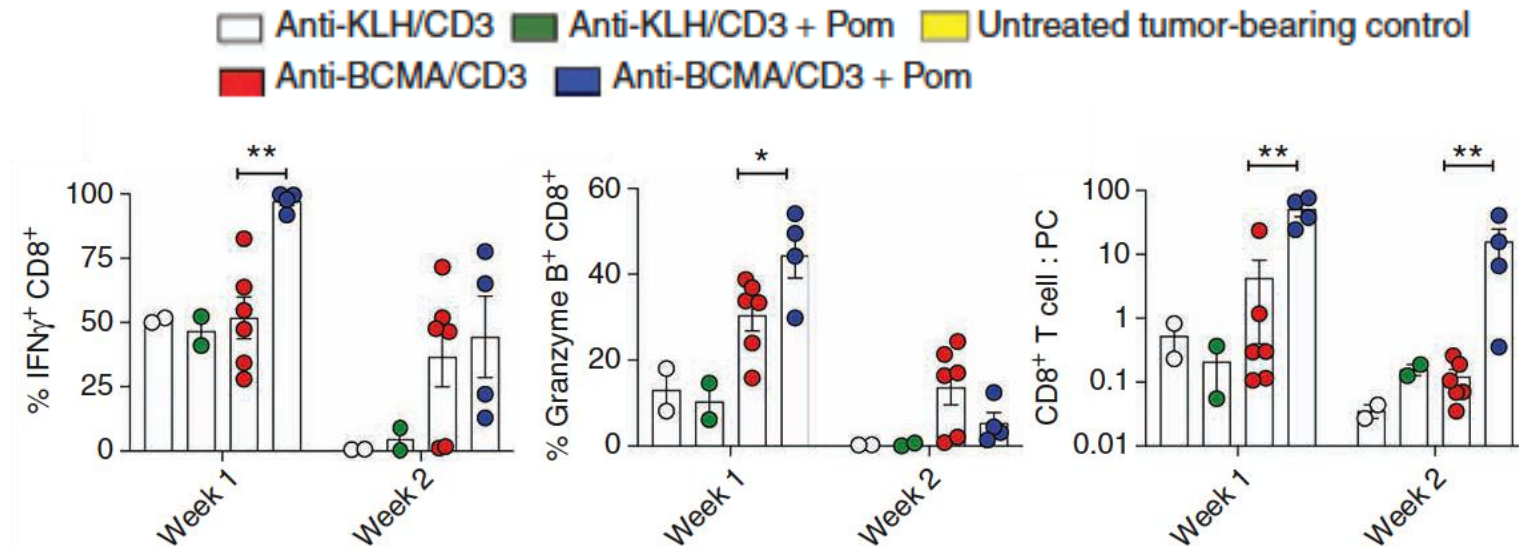 Anti-KLH/CD3 Anti-KLH/CD3 + Pom Untreated tumor-bearing control
Anti-BCMA/CD3 Anti-BCMA/CD3 + Pom
% IFNγ⁺ CD8⁺
100
75
50
25
0
**
Week 1
Week 2
% Granzyme B⁺ CD8⁺
60
40
20
0
*
Week 1
Week 2
CD8⁺ T cell : PC
100
10
1
0.1
0.01
**
**
Week 1
Week 2